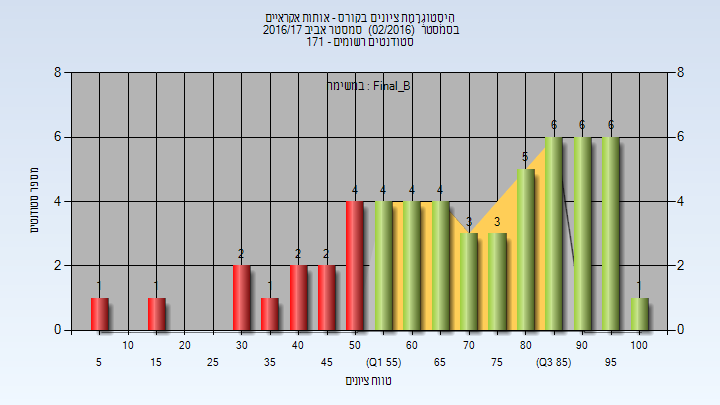 היסטוגרמת ציונים בקורס - אותות אקראיים
בסמסטר (02/2016) סמסטר אביב 2016/17
סטודנטים רשומים - 171
במשימר : Final_B
מספר סטודנטים
8 8
6 6
4 4
2 2
0 0
1 1 2 1 2 2 4 4 4 4 3 3 5 6 6 6 1
10 20 30 40 50 60 70 80 90 100
5 15 25 35 45 (Q1 55) 65 75 (Q3 85) 95
טווח ציונים